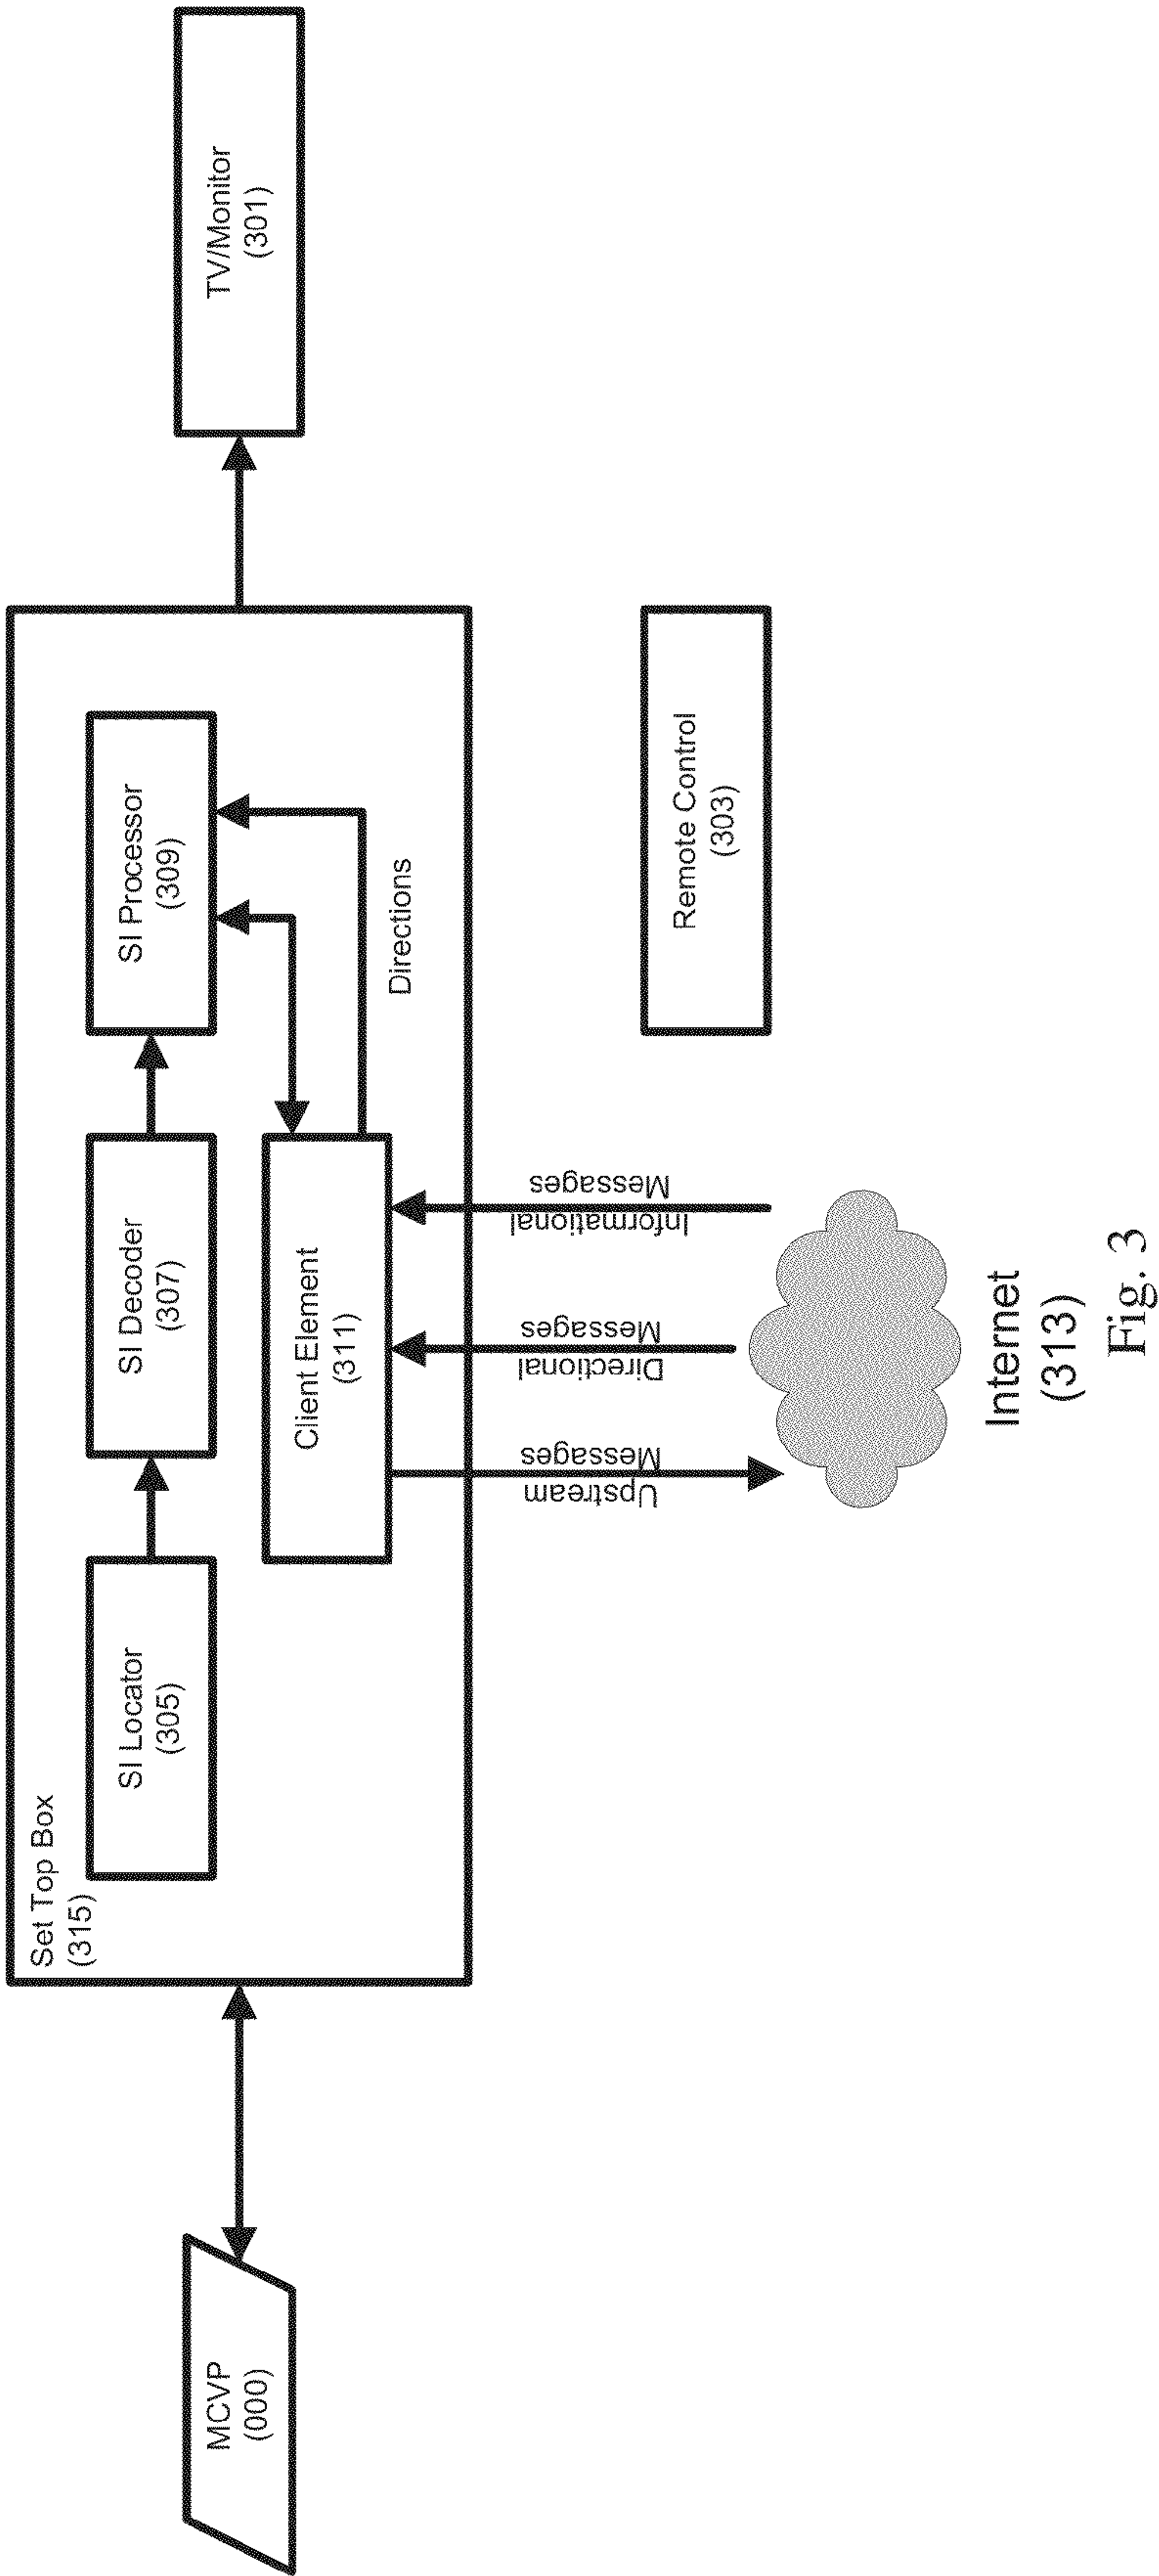 Set Top Box
(315)
MCVP
(000)
SI Locator
(305)
SI Decoder
(307)
SI Processor
(309)
TV/Monitor
(301)
Client Element
(311)
Directions
Upstream
Messages
Directional
Messages
Informational
Messages
Remote Control
(303)
Internet
(313)
Fig. 3